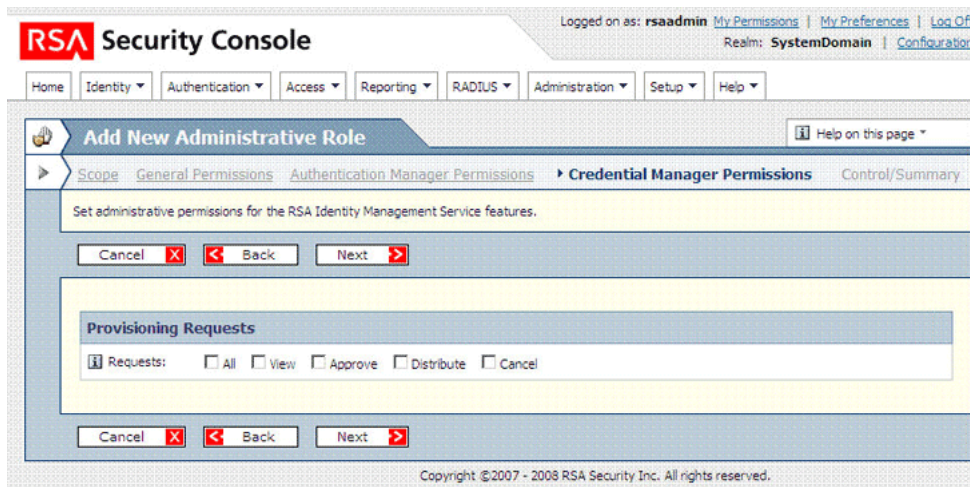 Logged on as: rsaadmin My Permissions | My Preferences | Log Off
RSA Security Console
Realm: SystemDomain | Configuration
Home Identity Authentication Access Reporting RADIUS Administration Setup Help
Add New Administrative Role
Help on this page
Scope General Permissions Authentication Manager Permissions Credential Manager Permissions Control/Summary
Set administrative permissions for the RSA Identity Management Service features.
Cancel X Back Next
Provisioning Requests
Requests: All View Approve Distribute Cancel
Cancel X Back Next
Copyright ©2007 - 2008 RSA Security Inc. All rights reserved.